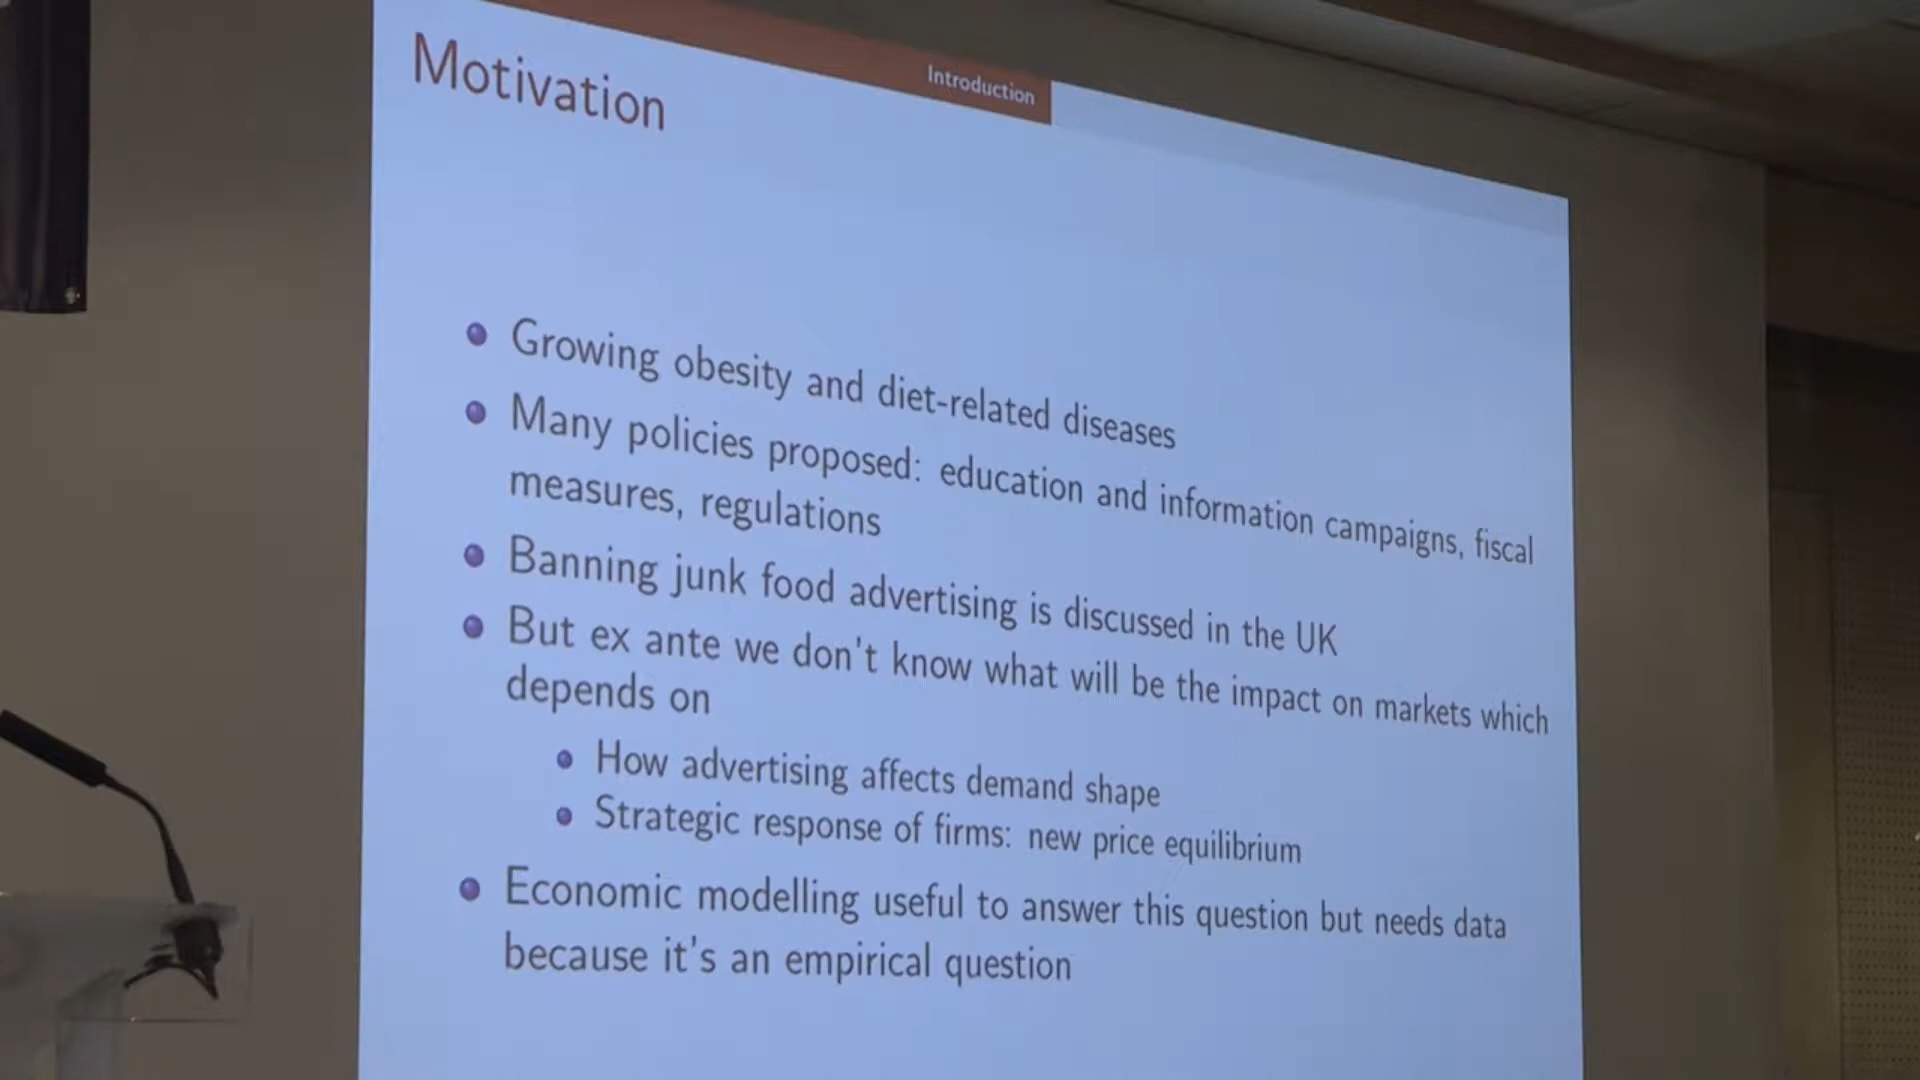 Introduction
Motivation
Growing obesity and diet-related diseases
Many policies proposed: education and information campaigns, fiscal
measures, regulations
Banning junk food advertising is discussed in the UK
But ex ante we don't know what will be the impact on markets which
depends on
How advertising affects demand shape
Strategic response of firms: new price equilibrium
Economic modelling useful to answer this question but needs data
because it's an empirical question